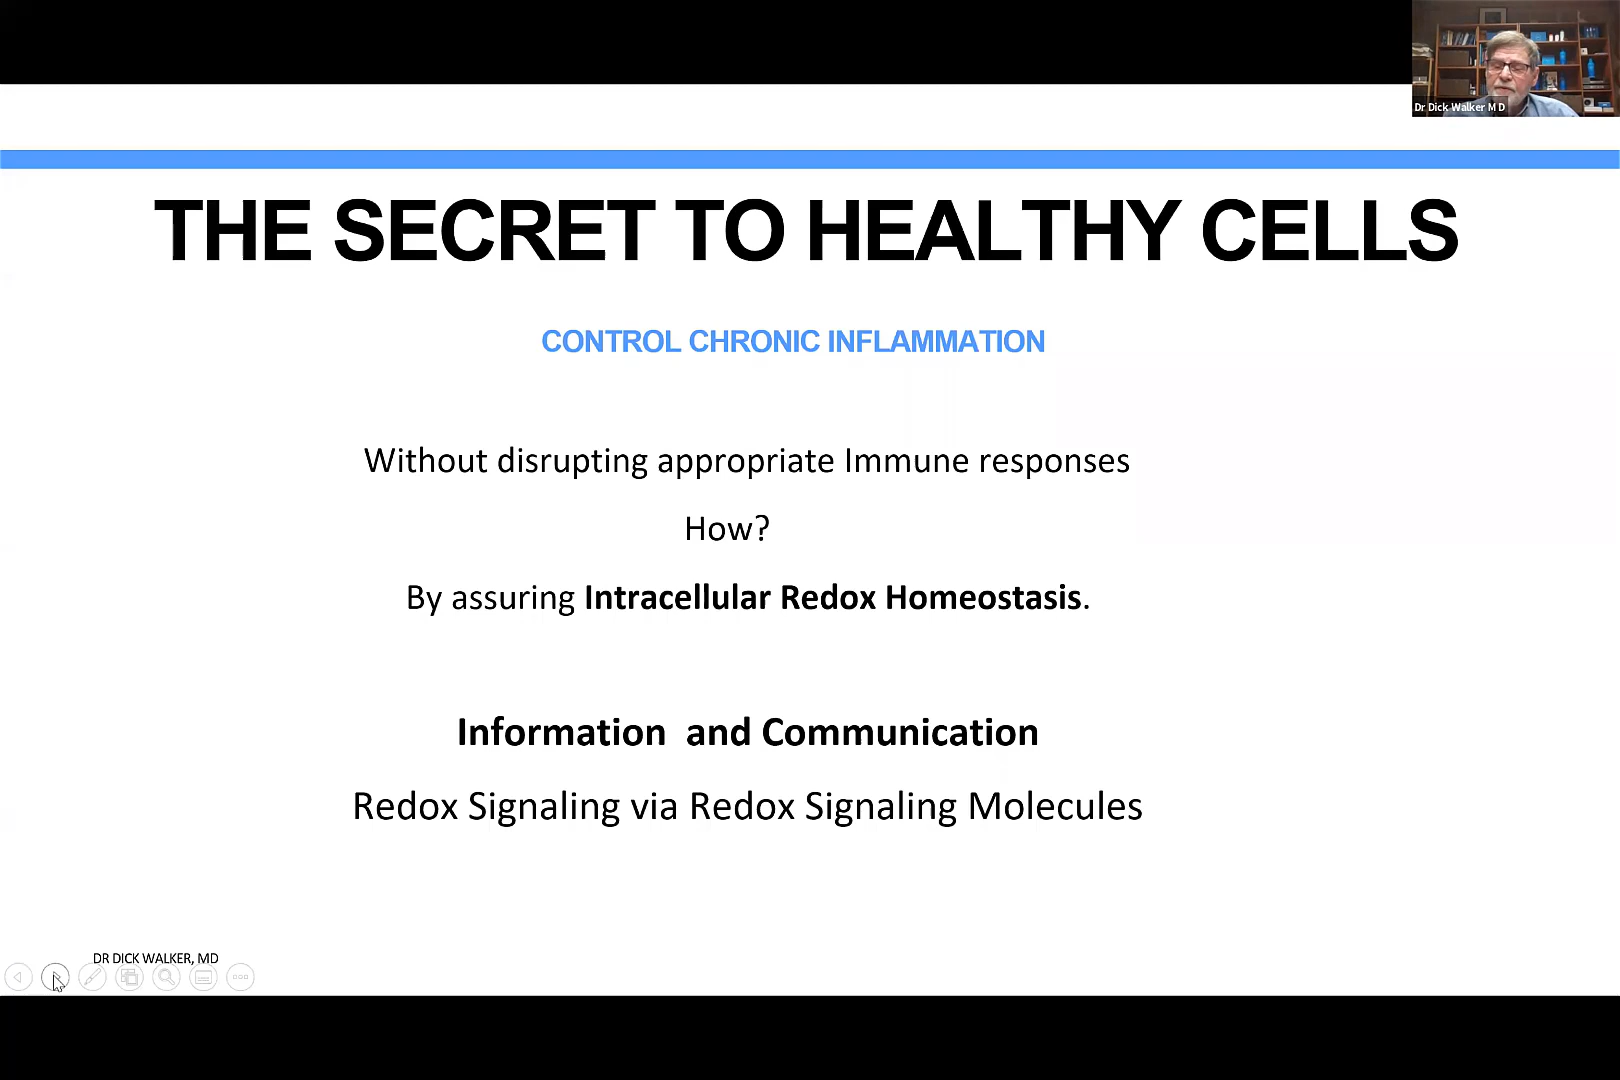 Dr Dick Walker M D
THE SECRET TO HEALTHY CELLS
CONTROL CHRONIC INFLAMMATION
Without disrupting appropriate Immune responses
How?
By assuring Intracellular Redox Homeostasis.
Information and Communication
Redox Signaling via Redox Signaling Molecules
DR DICK WALKER, MD